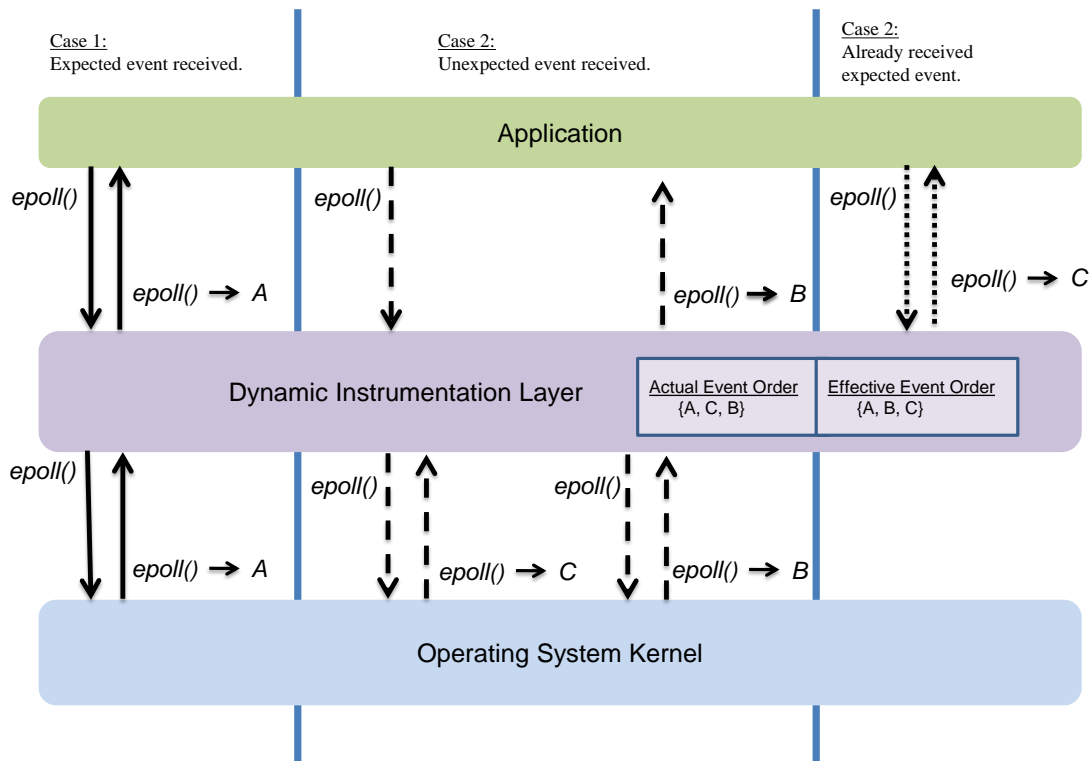 Case 1:
Expected event received.
Case 2:
Unexpected event received.
Case 2:
Already received
expected event.
Application
epoll()
epoll() → A
epoll()
epoll() → B
epoll()
epoll() → C
Dynamic Instrumentation Layer
Actual Event Order
{A, C, B}
Effective Event Order
{A, B, C}
epoll()
epoll() → A
epoll()
epoll() → C
epoll()
epoll() → B
Operating System Kernel